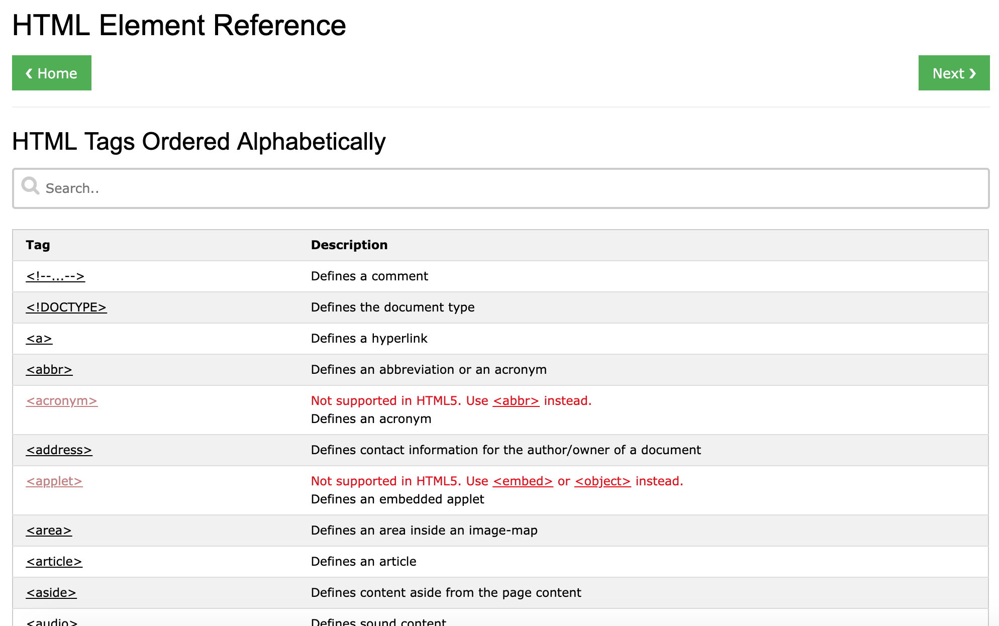 HTML Element Reference
❮ Home
Next ❯
HTML Tags Ordered Alphabetically
Search..
Tag Description
<!--...--> Defines a comment
<!DOCTYPE> Defines the document type
<a> Defines a hyperlink
<abbr> Defines an abbreviation or an acronym
<acronym> Not supported in HTML5. Use <abbr> instead.
Defines an acronym
<address> Defines contact information for the author/owner of a document
<applet> Not supported in HTML5. Use <embed> or <object> instead.
Defines an embedded applet
<area> Defines an area inside an image-map
<article> Defines an article
<aside> Defines content aside from the page content
<audio> Defines sound content